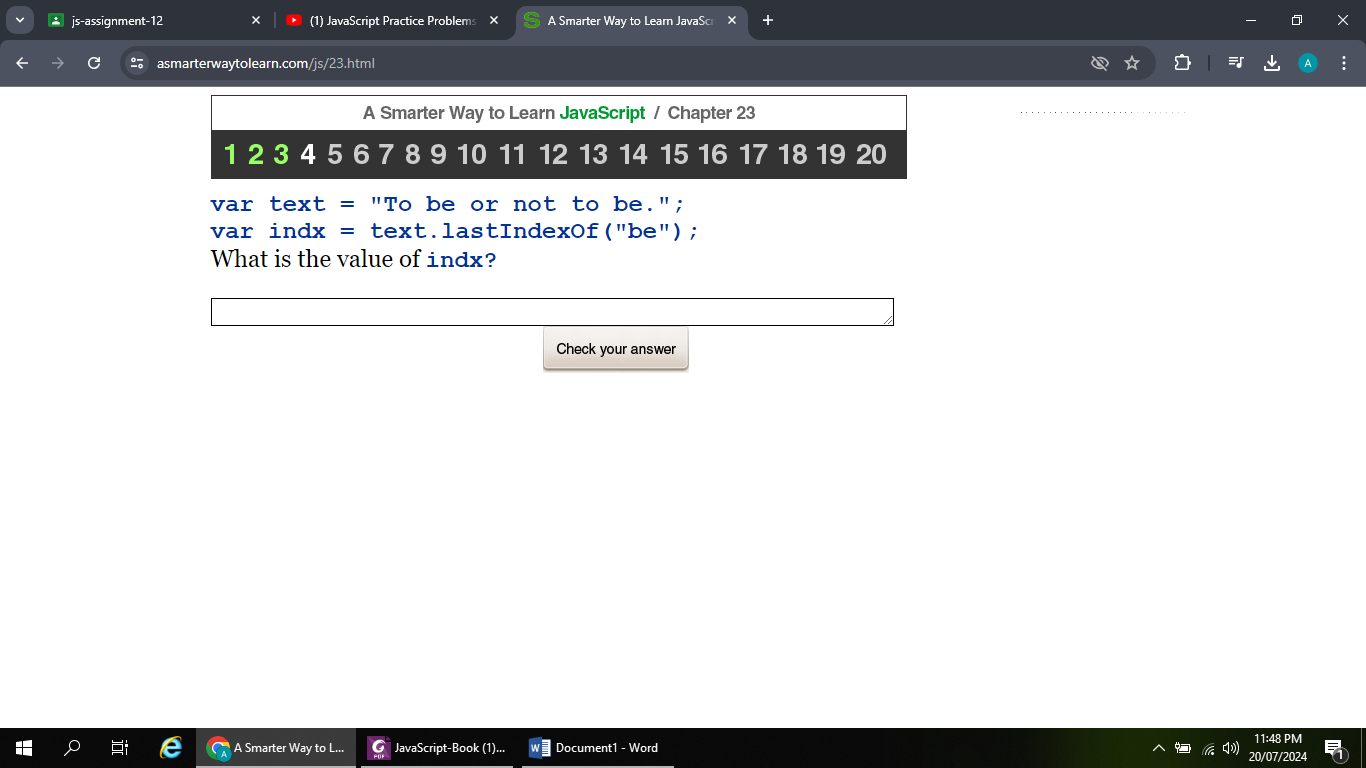 js-assignment-12
(1) JavaScript Practice Problems
A Smarter Way to Learn JavaSc
asmarterwaytolearn.com/js/23.html
A
A Smarter Way to Learn JavaScript / Chapter 23
1 2 3 4 5 6 7 8 9 10 11 12 13 14 15 16 17 18 19 20
var text = "To be or not to be.";
var indx = text.lastIndexOf("be");
What is the value of indx?
Check your answer
A Smarter Way to L...
JavaScript-Book (1)...
Document1 - Word
11:48 PM
20/07/2024
1